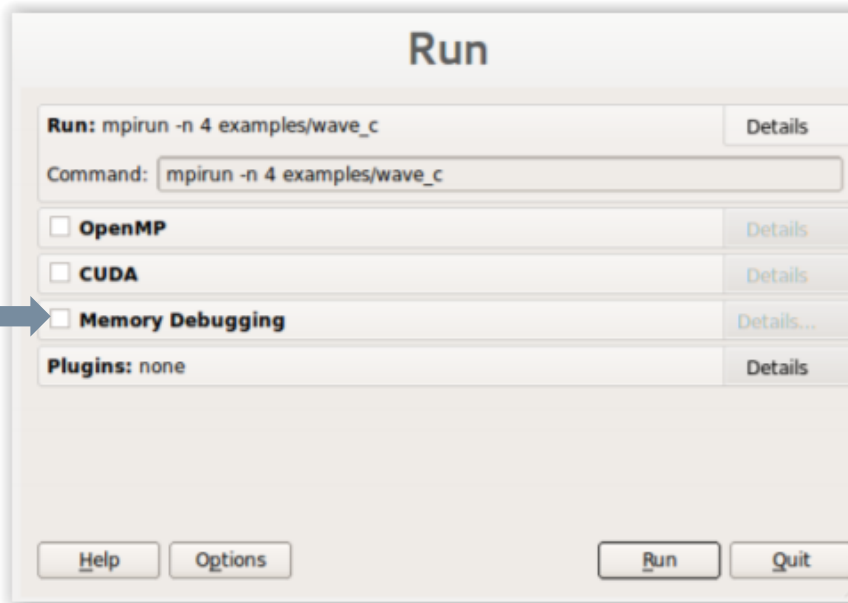 Run
Run: mpirun -n 4 examples/wave_c Details
Command: mpirun -n 4 examples/wave_c
OpenMP Details
CUDA Details
Memory Debugging Details...
Plugins: none Details
Help Options Run Quit